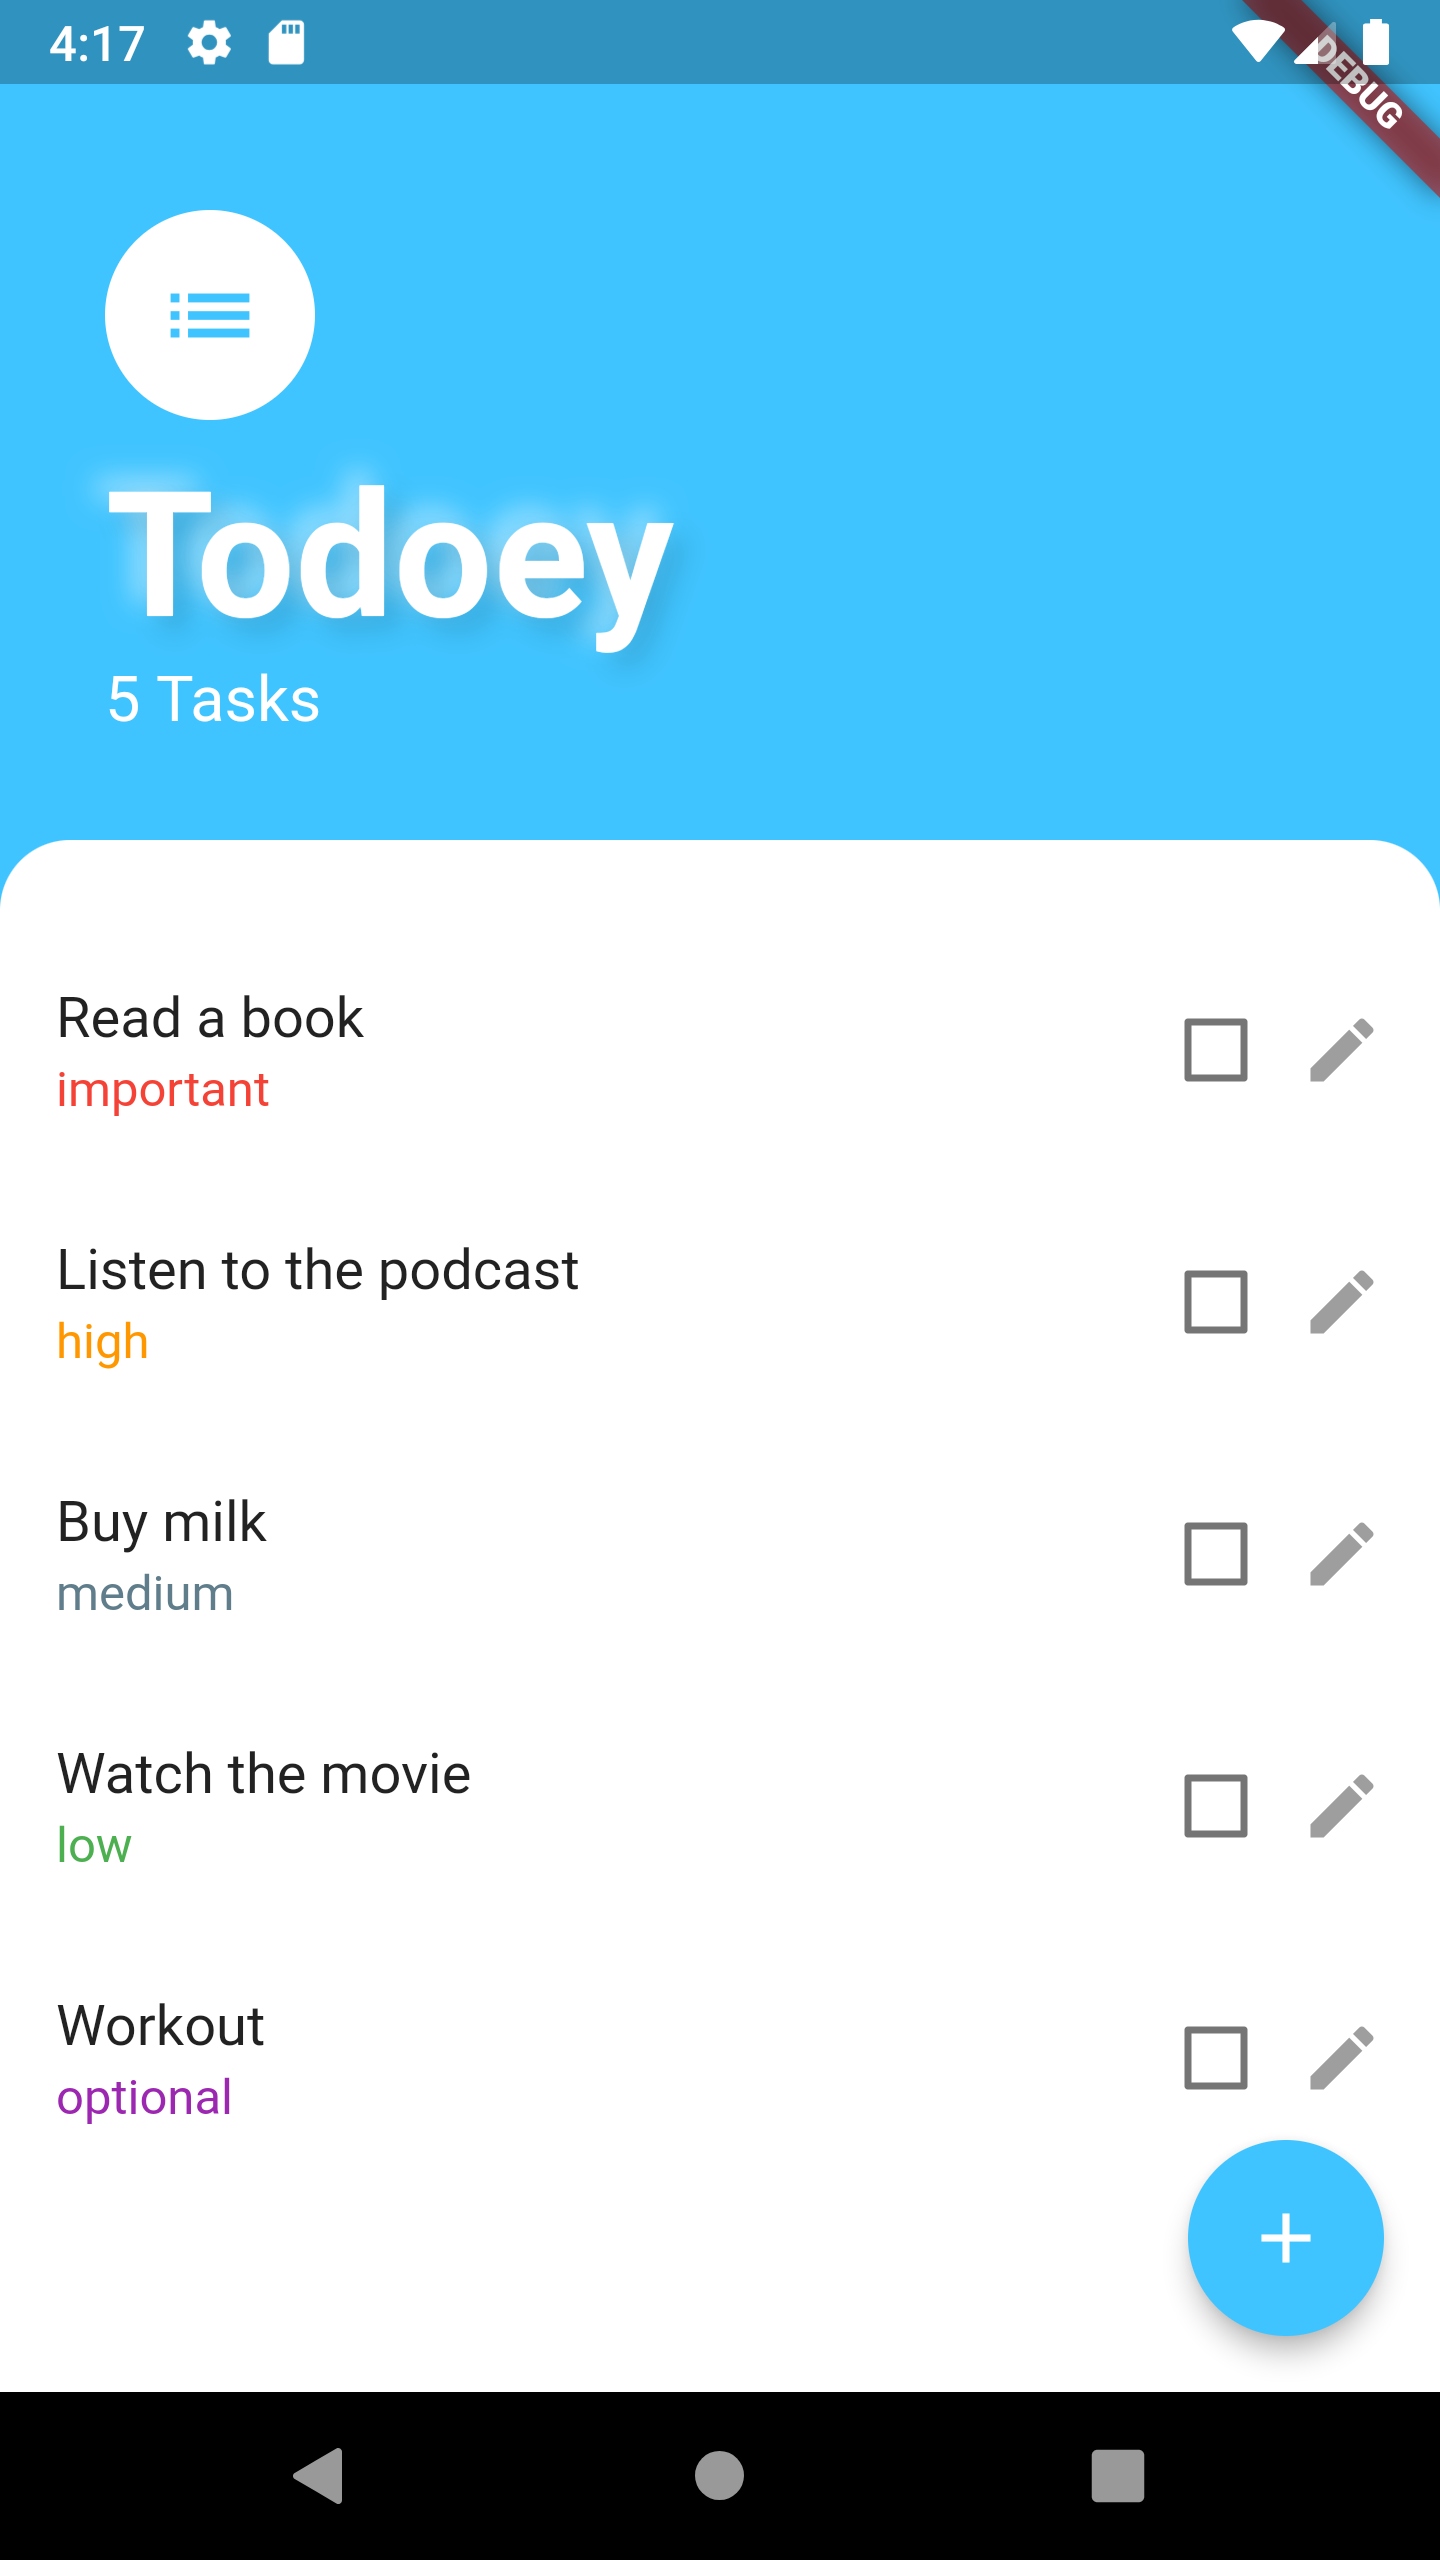 4:17
DEBUG
Todoey
5 Tasks
Read a book
important
Listen to the podcast
high
Buy milk
medium
Watch the movie
low
Workout
optional